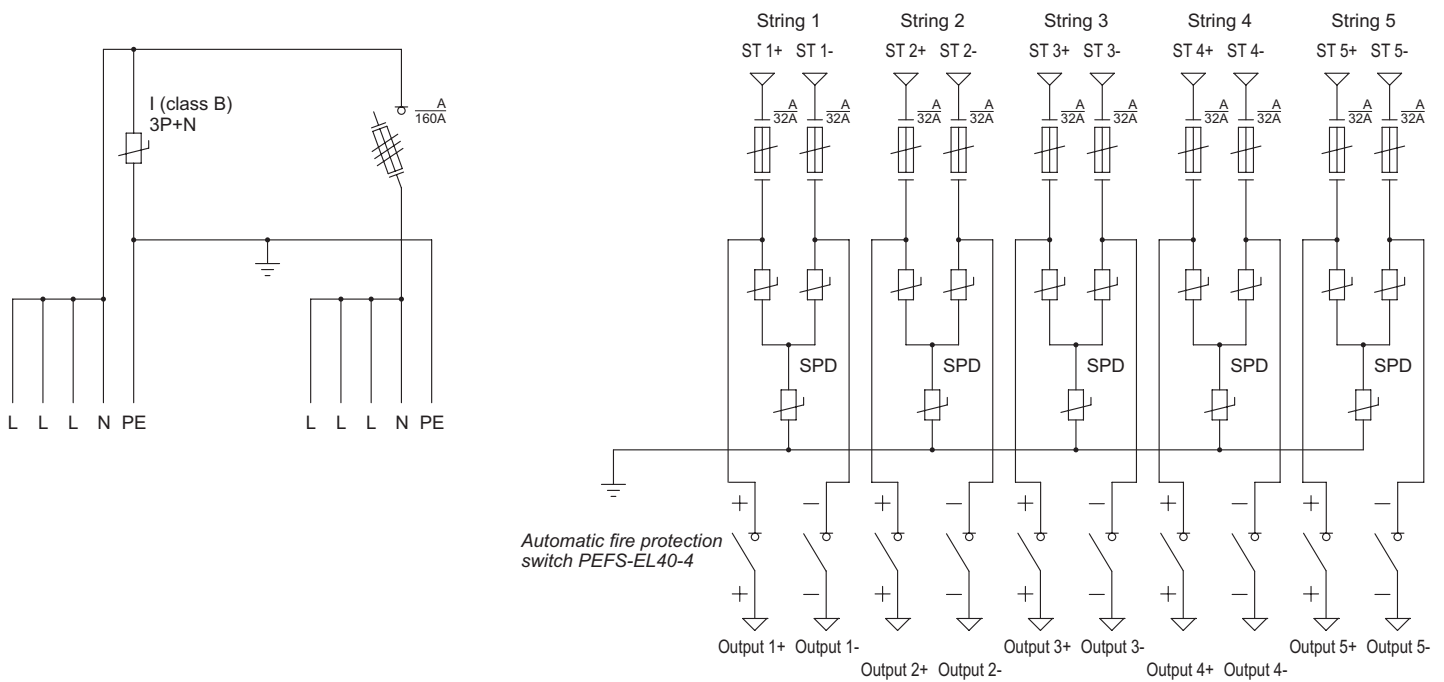 I (class B)
3P+N
A
160A
L L L N PE
L L L N PE
String 1 String 2 String 3 String 4 String 5
ST 1+ ST 1- ST 2+ ST 2- ST 3+ ST 3- ST 4+ ST 4- ST 5+ ST 5-
A A A A A A A A A A
32A 32A 32A 32A 32A 32A 32A 32A 32A 32A
SPD SPD SPD SPD SPD
+ − + − + − + − + −
Automatic fire protection
switch PEFS-EL40-4
+ − + − + − + − + −
Output 1+ Output 1- Output 3+ Output 3- Output 5+ Output 5-
Output 2+ Output 2- Output 4+ Output 4-